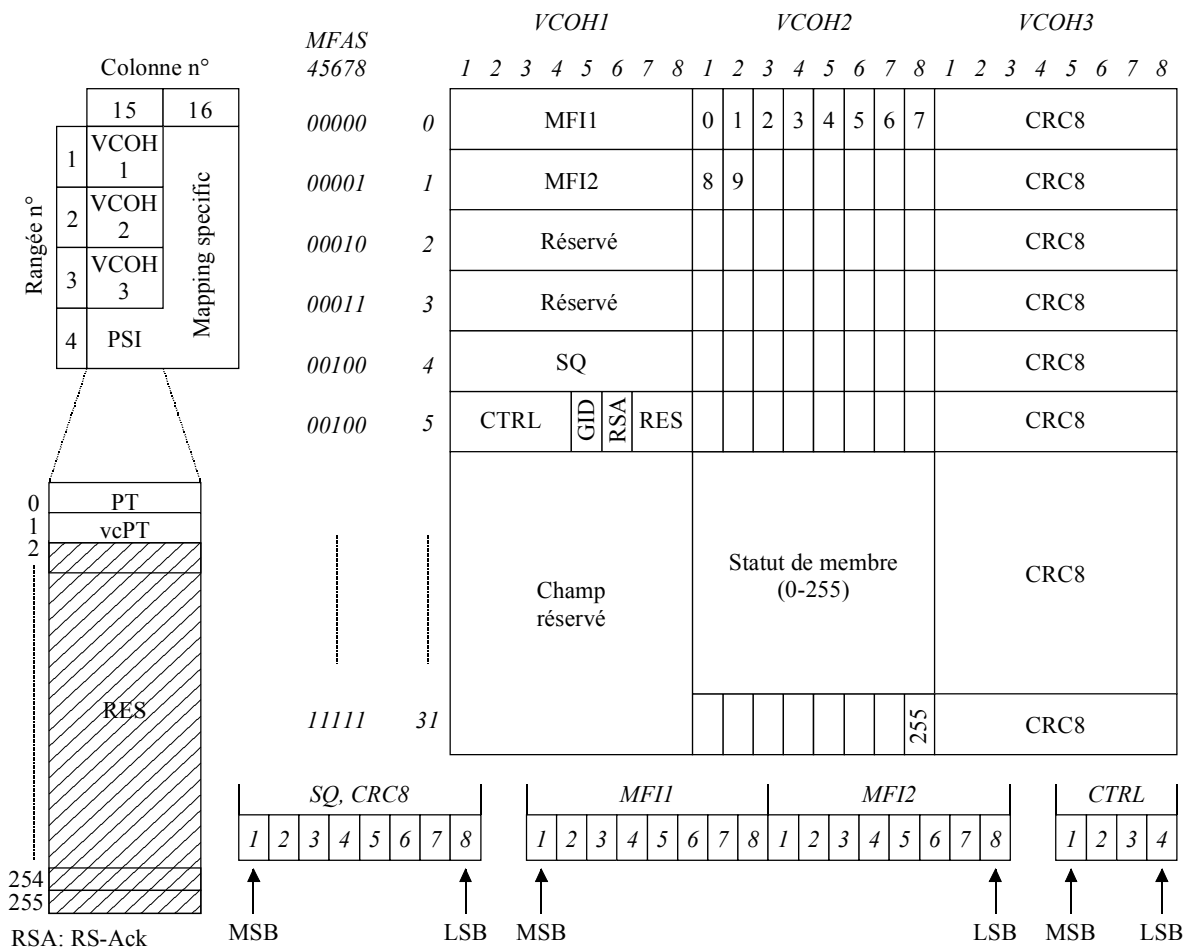 VCOH1 VCOH2 VCOH3
MFAS
45678
1 2 3 4 5 6 7 8 1 2 3 4 5 6 7 8 1 2 3 4 5 6 7 8
Colonne n°
15 16
Rangée n°
1 VCOH 1
2 VCOH 2
3 VCOH 3
4 PSI
Mapping specific
00000 0 MFI1 0 1 2 3 4 5 6 7 CRC8
00001 1 MFI2 8 9 CRC8
00010 2 Réservé CRC8
00011 3 Réservé CRC8
00100 4 SQ CRC8
00100 5 CTRL GID RSA RES CRC8
Champ
réservé
Statut de membre
(0-255)
CRC8
11111 31 255 CRC8
0 PT
1 vcPT
2
RES
254
255
RSA: RS-Ack
SQ, CRC8
1 2 3 4 5 6 7 8
MSB LSB
MFI1 MFI2
1 2 3 4 5 6 7 8 1 2 3 4 5 6 7 8
MSB LSB
CTRL
1 2 3 4
MSB LSB